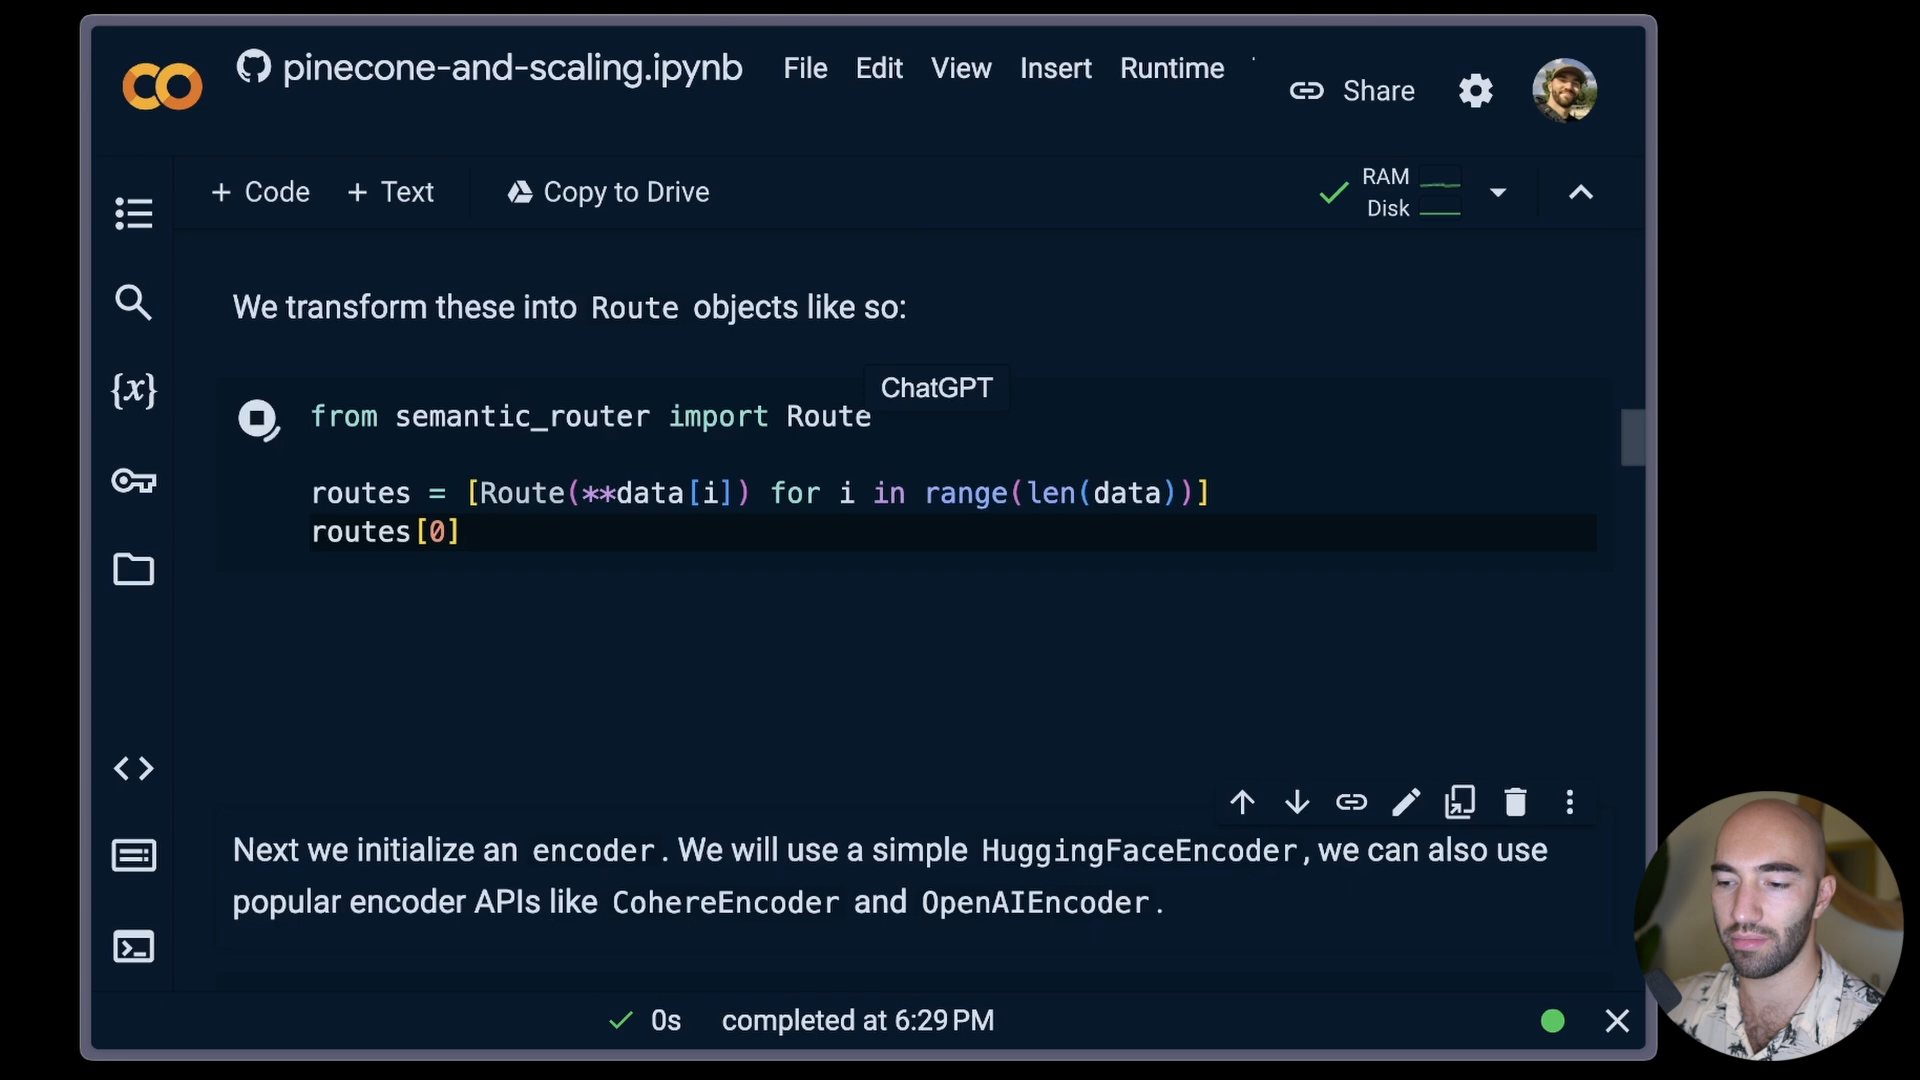 pinecone-and-scaling.ipynb File Edit View Insert Runtime
Share
+ Code + Text Copy to Drive
RAM
Disk
We transform these into Route objects like so:
ChatGPT
from semantic_router import Route
routes = [Route(**data[i]) for i in range(len(data))]
routes[0]
Next we initialize an encoder. We will use a simple HuggingFaceEncoder, we can also use
popular encoder APIs like CohereEncoder and OpenAIEncoder.
0s completed at 6:29 PM